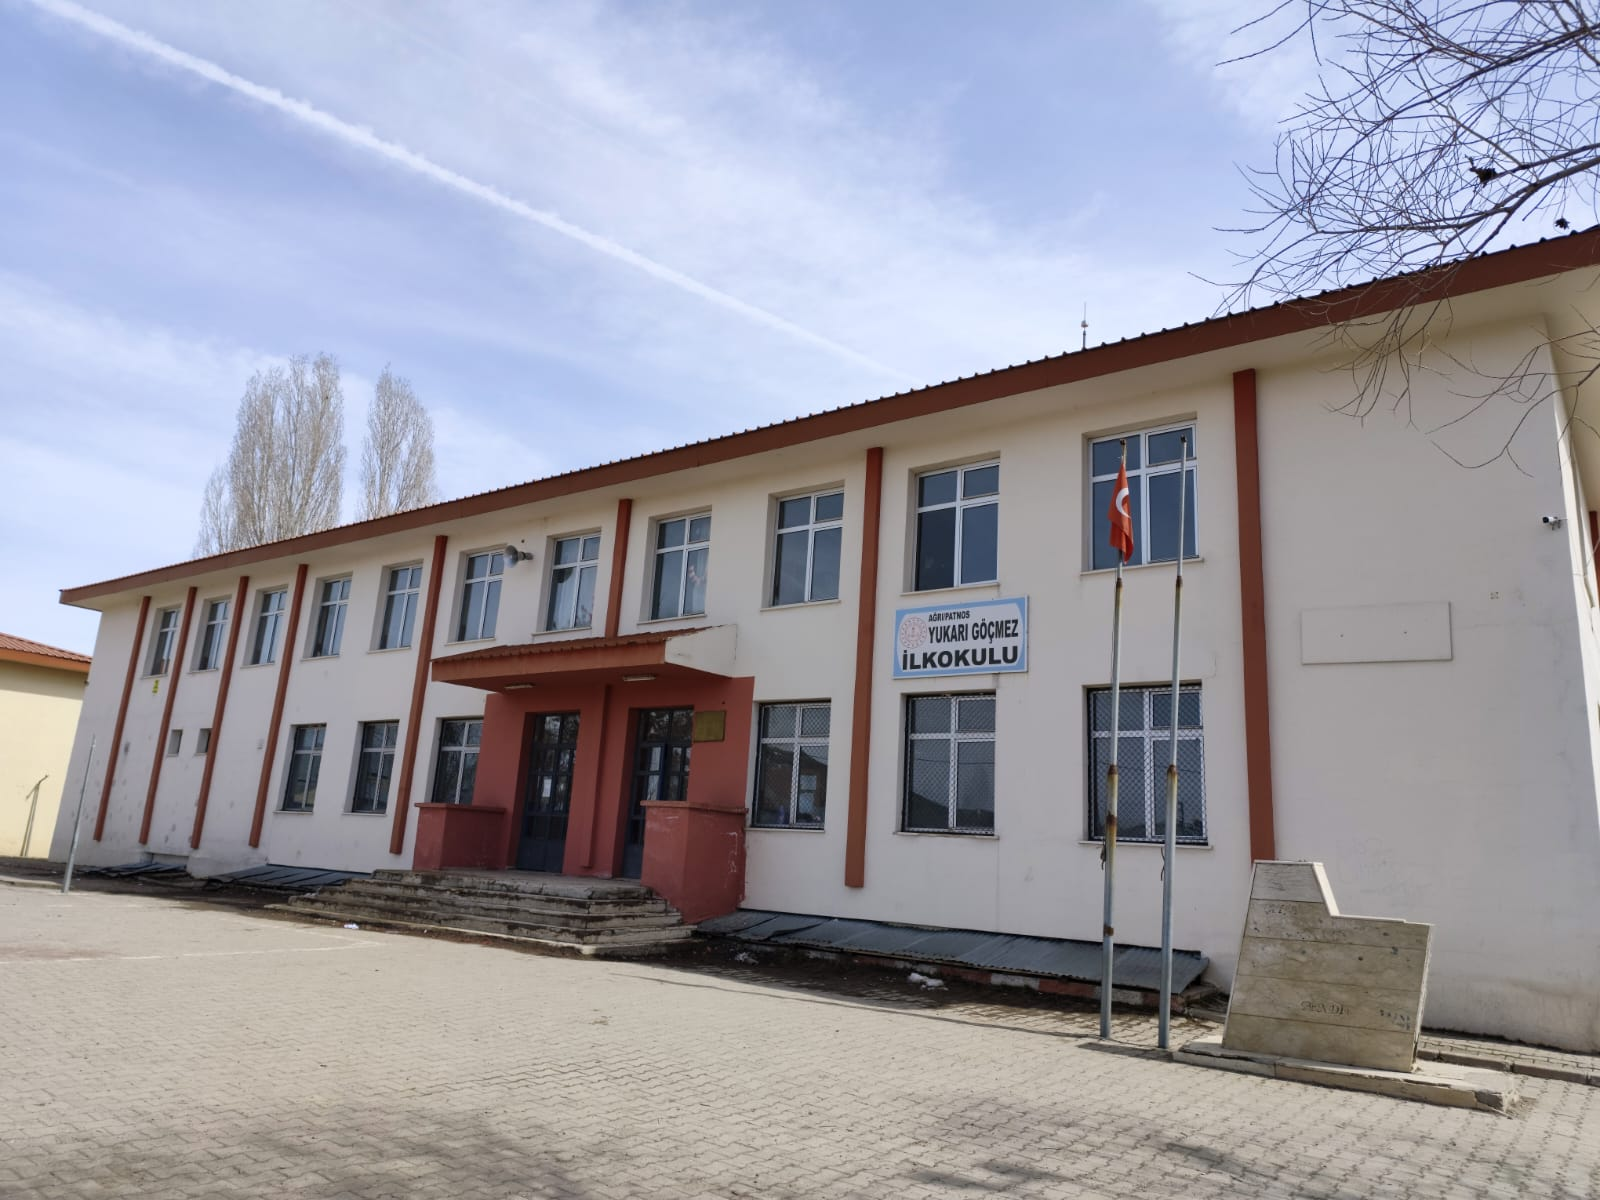 AĞRI/PATNOS
YUKARI GÖÇMEZ
İLKOKULU